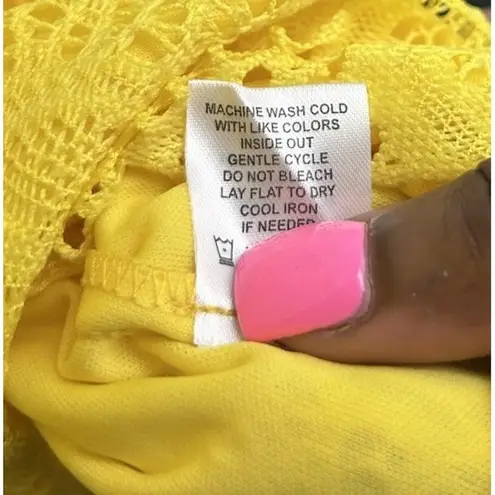 MACHINE WASH COLD
WITH LIKE COLORS
INSIDE OUT
GENTLE CYCLE
DO NOT BLEACH
LAY FLAT TO DRY
COOL IRON
IF NEEDED